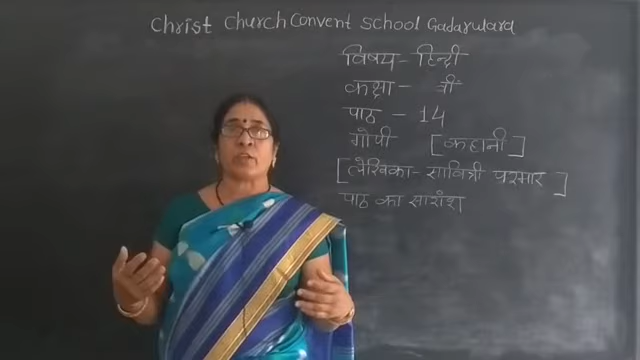 Christ Church Convent School Gadarwara
विषय - हिन्दी
कक्षा - वीं
पाठ - 14
गोपी [कहानी]
[लेखिका - सावित्री परमार]
पाठ का सारांश